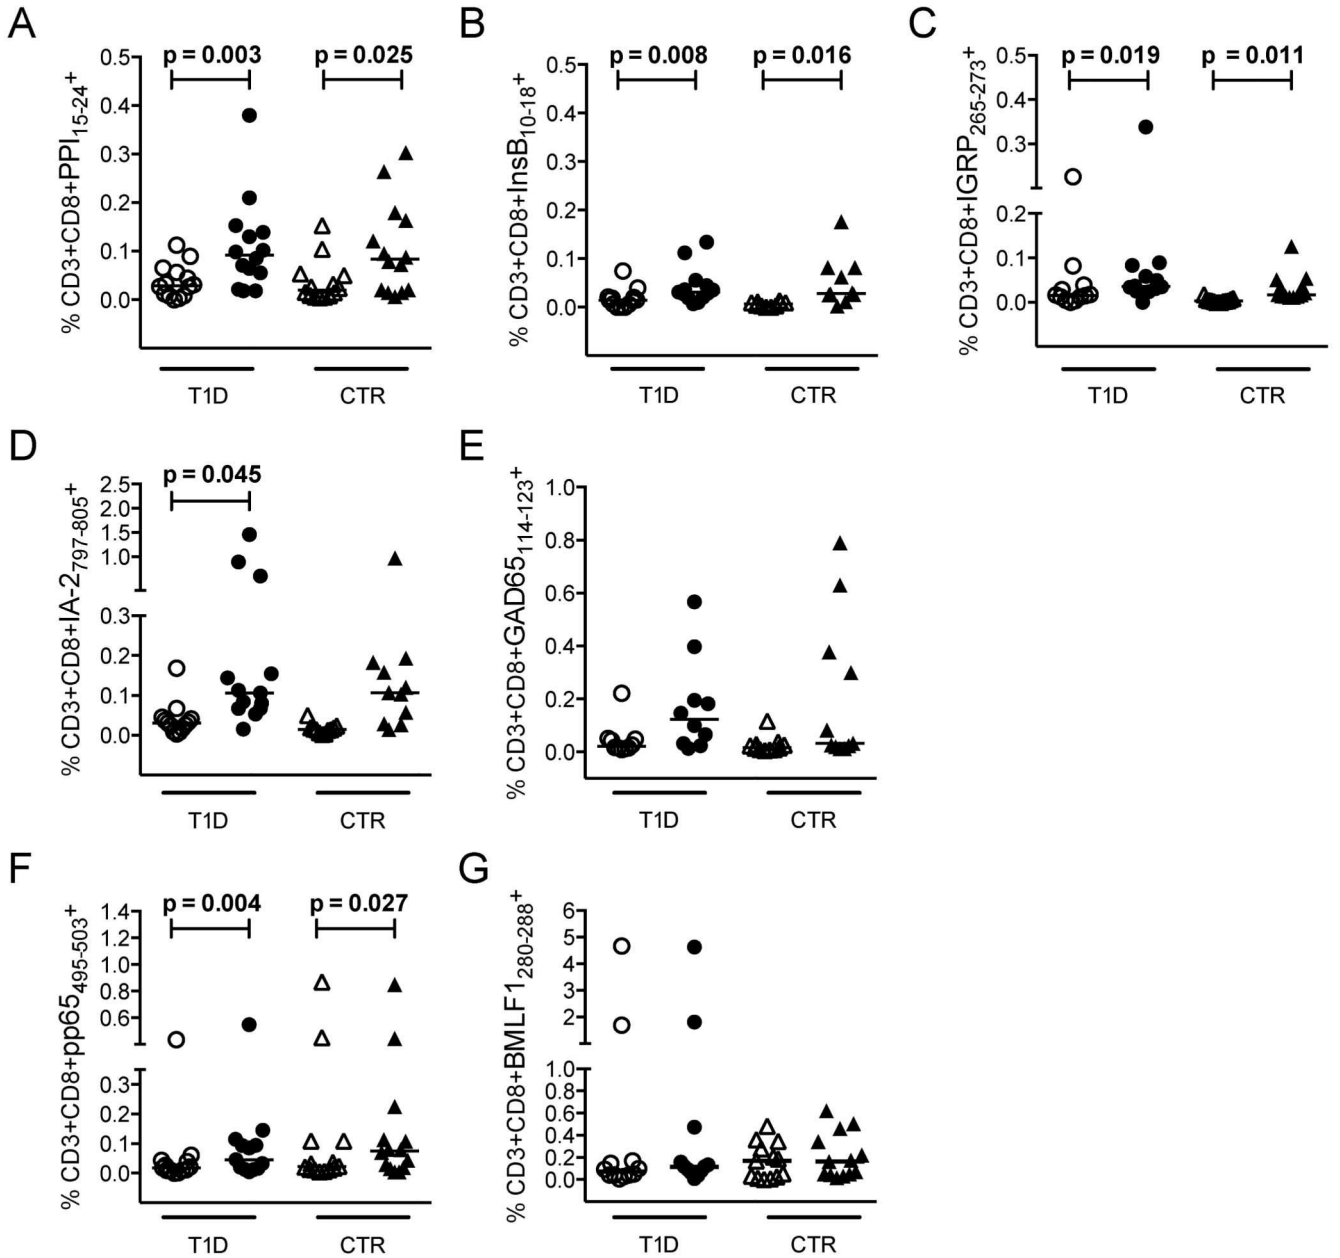 A
% CD3+CD8+PPI15-24+
p = 0.003
p = 0.025
0.5
0.4
0.3
0.2
0.1
0.0
T1D
CTR
B
% CD3+CD8+InsB10-18+
p = 0.008
p = 0.016
0.5
0.4
0.3
0.2
0.1
0.0
T1D
CTR
C
% CD3+CD8+IGRP265-273+
p = 0.019
p = 0.011
0.5
0.4
0.3
0.2
0.1
0.0
T1D
CTR
D
% CD3+CD8+IA-2797-805+
p = 0.045
2.5
2.0
1.5
1.0
0.3
0.2
0.1
0.0
T1D
CTR
E
% CD3+CD8+GAD65114-123+
1.0
0.8
0.6
0.4
0.2
0.0
T1D
CTR
F
% CD3+CD8+pp65495-503+
p = 0.004
p = 0.027
1.4
1.2
1.0
0.8
0.6
0.3
0.2
0.1
0.0
T1D
CTR
G
% CD3+CD8+BMLF1280-288+
6
5
4
3
2
1.0
0.8
0.6
0.4
0.2
0.0
T1D
CTR